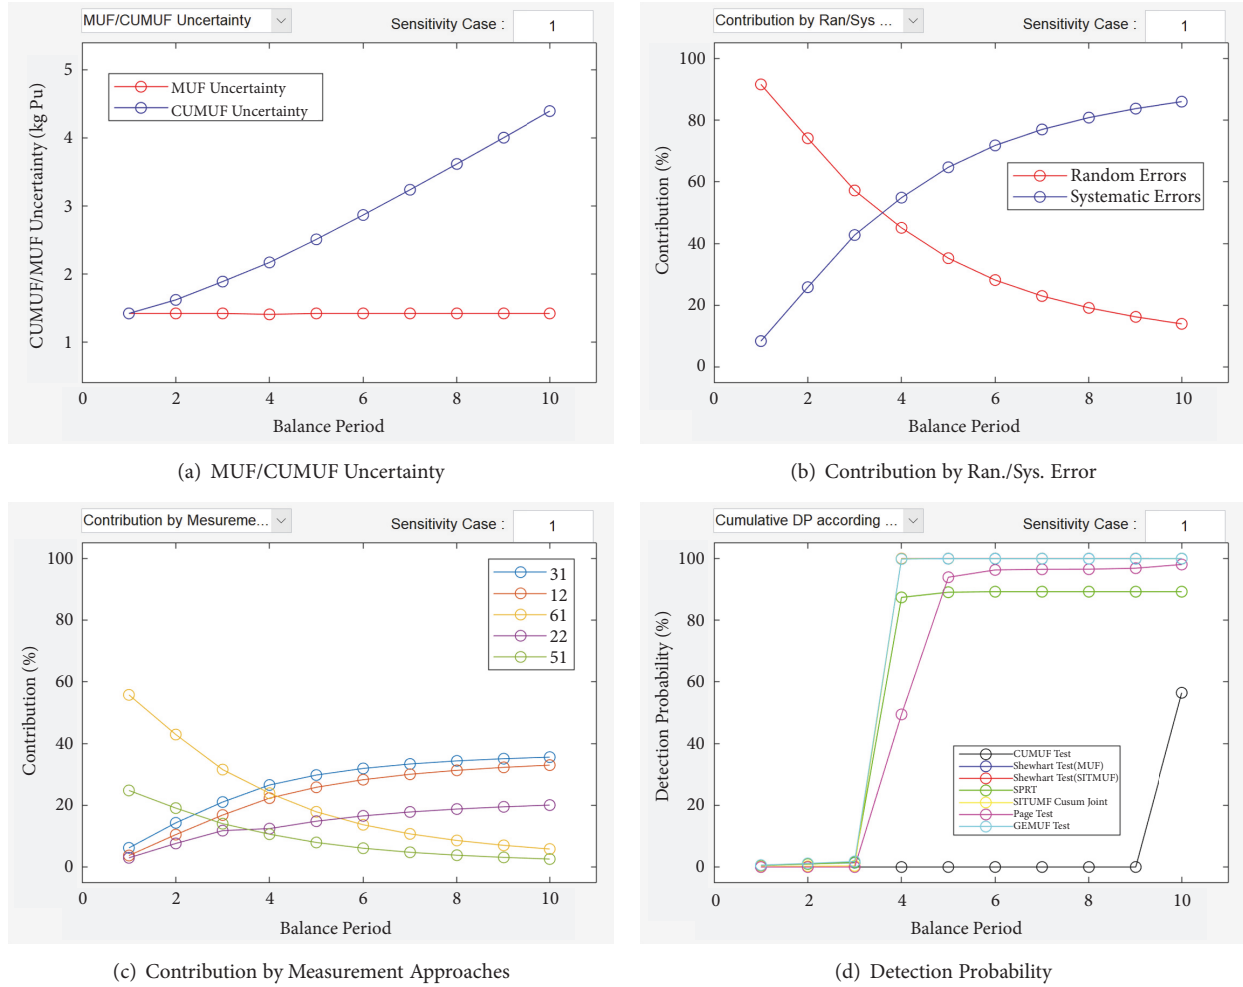 MUF/CUMUF Uncertainty
Sensitivity Case :
1
CUMUF/MUF Uncertainty (kg Pu)
5
4
3
2
1
MUF Uncertainty
CUMUF Uncertainty
0
2
4
6
8
10
Balance Period
(a) MUF/CUMUF Uncertainty
Contribution by Ran/Sys ...
Sensitivity Case :
1
Contribution (%)
100
80
60
40
20
0
Random Errors
Systematic Errors
0
2
4
6
8
10
Balance Period
(b) Contribution by Ran./Sys. Error
Contribution by Mesureme...
Sensitivity Case :
1
Contribution (%)
100
80
60
40
20
0
31
12
61
22
51
0
2
4
6
8
10
Balance Period
(c) Contribution by Measurement Approaches
Cumulative DP according ...
Sensitivity Case :
1
Detection Probability (%)
100
80
60
40
20
0
CUMUF Test
Shewhart Test(MUF)
Shewhart Test(SITMUF)
SPRT
SITUMF Cusum Joint
Page Test
GEMUF Test
0
2
4
6
8
10
Balance Period
(d) Detection Probability